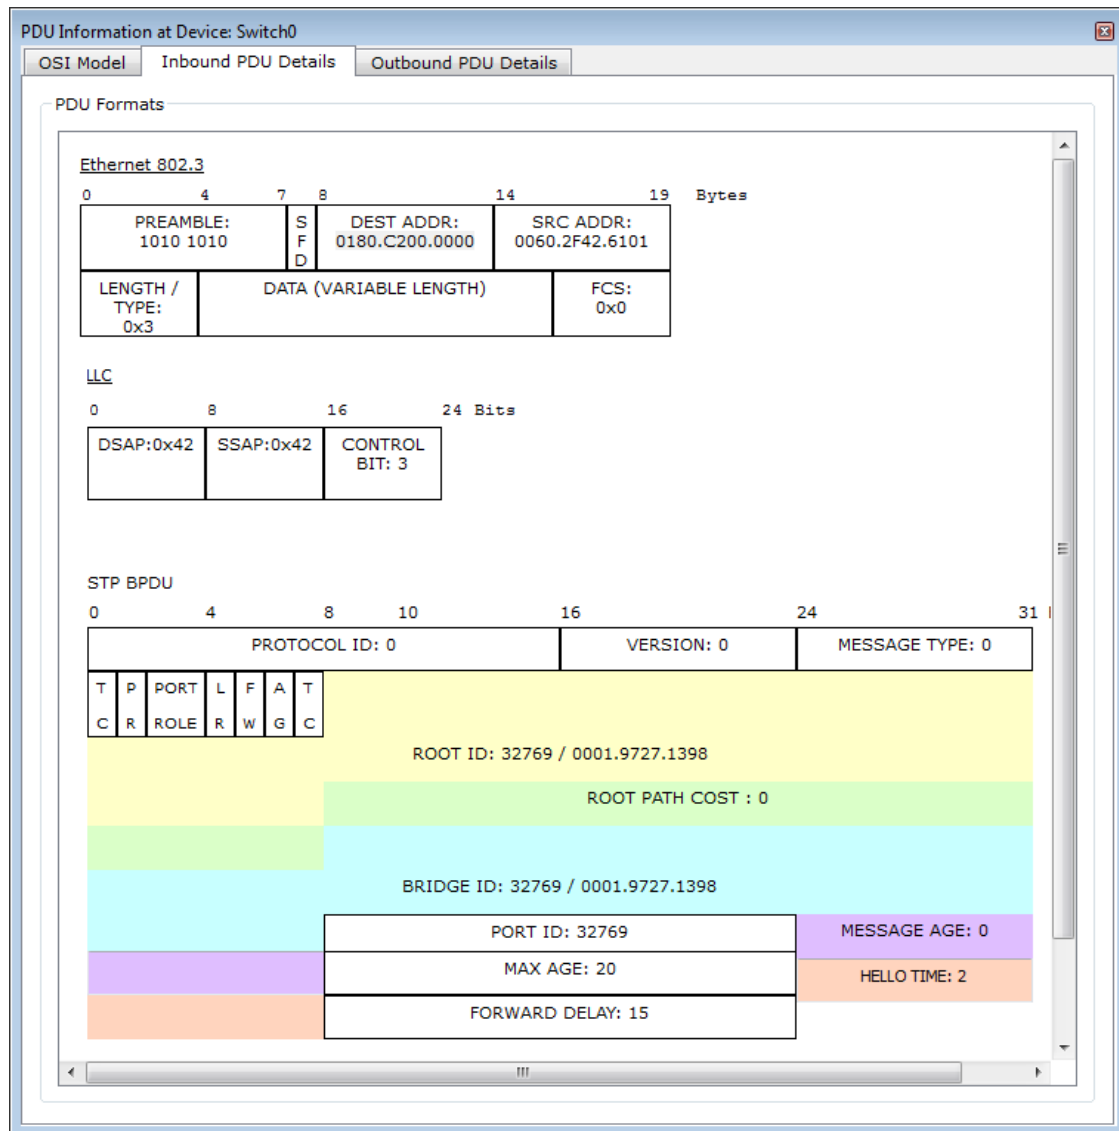 PDU Information at Device: Switch0
OSI Model Inbound PDU Details Outbound PDU Details
PDU Formats
Ethernet 802.3
0 4 7 8 14 19 Bytes
PREAMBLE:
1010 1010
S
F
D
DEST ADDR:
0180.C200.0000
SRC ADDR:
0060.2F42.6101
LENGTH /
TYPE:
0x3
DATA (VARIABLE LENGTH)
FCS:
0x0
LLC
0 8 16 24 Bits
DSAP:0x42 SSAP:0x42 CONTROL
BIT: 3
STP BPDU
0 4 8 10 16 24 31
PROTOCOL ID: 0 VERSION: 0 MESSAGE TYPE: 0
T P PORT L F A T
C R ROLE R W G C
ROOT ID: 32769 / 0001.9727.1398
ROOT PATH COST : 0
BRIDGE ID: 32769 / 0001.9727.1398
PORT ID: 32769 MESSAGE AGE: 0
MAX AGE: 20 HELLO TIME: 2
FORWARD DELAY: 15